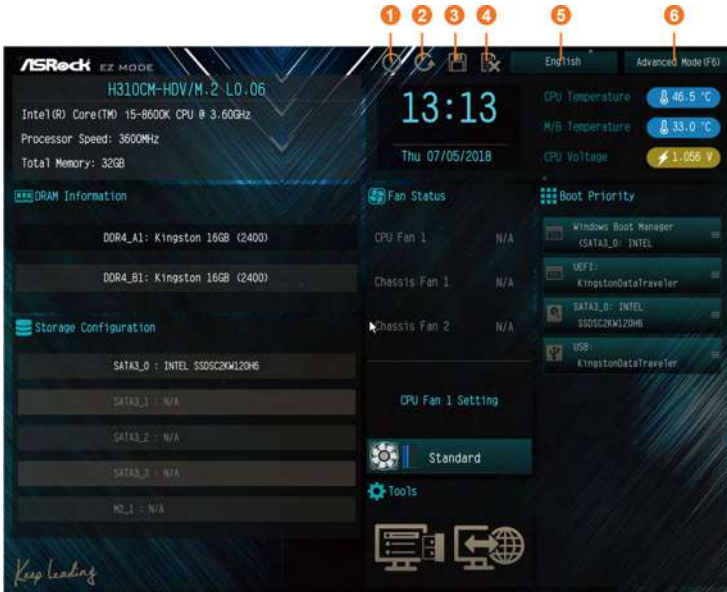 1 2 3 4 5 6
ASRock EZ MODE
English
Advanced Mode(F6)
H310CM-HDV/M.2 L0.06
Intel(R) Core(TM) i5-8600K CPU @ 3.60GHz
Processor Speed: 3600MHz
Total Memory: 32GB
13:13
Thu 07/05/2018
CPU Temperature 46.5 °C
M/B Temperature 33.0 °C
CPU Voltage 1.056 V
DRAM Information
DDR4_A1: Kingston 16GB (2400)
DDR4_B1: Kingston 16GB (2400)
Storage Configuration
SATA3_0 : INTEL SSDSC2KW120H6
SATA3_1 : N/A
SATA3_2 : N/A
SATA3_3 : N/A
M2_1 : N/A
Keep Leading
Fan Status
CPU Fan 1 N/A
Chassis Fan 1 N/A
Chassis Fan 2 N/A
CPU Fan 1 Setting
Standard
Tools
Boot Priority
Windows Boot Manager
(SATA3_0: INTEL
UEFI:
KingstonDataTraveler
SATA3_0: INTEL
SSDSC2KW120H6
USB:
KingstonDataTraveler